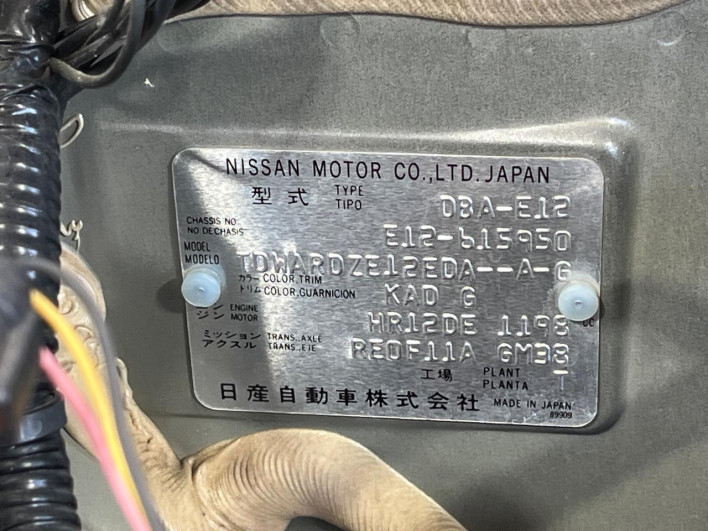 NISSAN MOTOR CO.,LTD. JAPAN
型式 TYPE TIPO DBA-E12
CHASSIS NO. NO DECHASIS E12-615950
MODEL MODELO TDWARDZE12EDA--A-G
カラー COLOR,TRIM
トリム COLOR,GUARNICION KAD G
ジン ENGINE MOTOR HR12DE 1198 cc
ミッション TRANS.,AXLE
アクスル TRANS.,EJE RE0F11A GM38
工場 PLANT PLANTA T
日産自動車株式会社 MADE IN JAPAN
89909